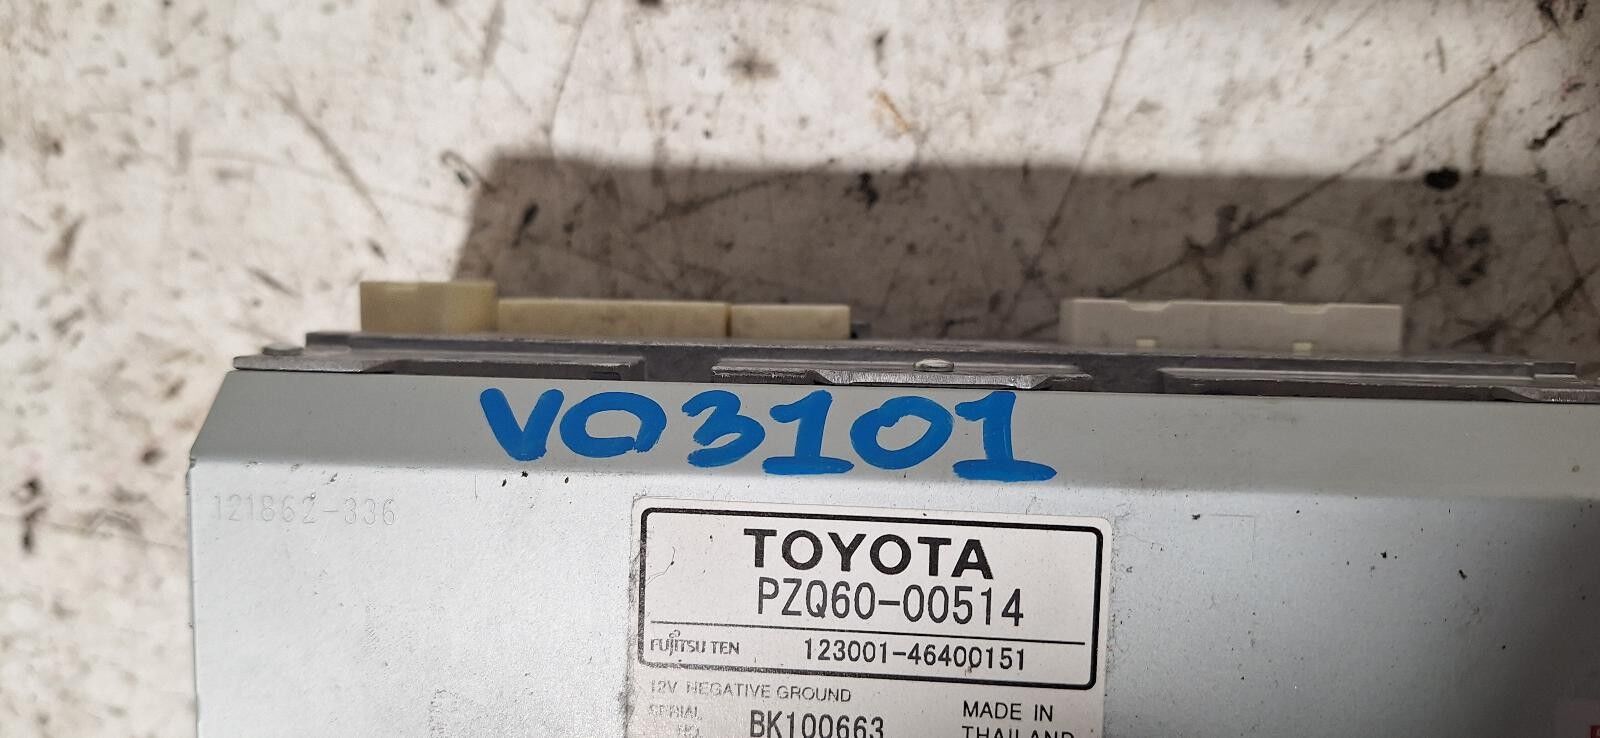 VO3101
121862-336
TOYOTA
PZQ60-00514
FUJITSU TEN 123001-46400151
12V NEGATIVE GROUND
SERIAL BK100663
MADE IN
THAILAND